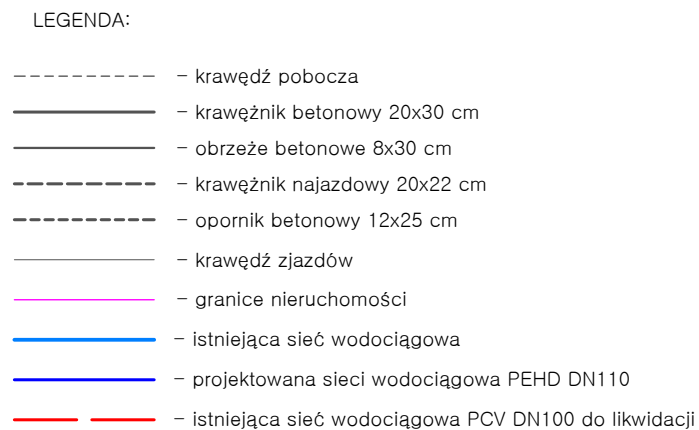 LEGENDA:
- krawędź pobocza
- krawężnik betonowy 20x30 cm
- obrzeże betonowe 8x30 cm
- krawężnik najazdowy 20x22 cm
- opornik betonowy 12x25 cm
- krawędź zjazdów
- granice nieruchomości
- istniejąca sieć wodociągowa
- projektowana sieci wodociągowa PEHD DN110
- istniejąca sieć wodociągowa PCV DN100 do likwidacji